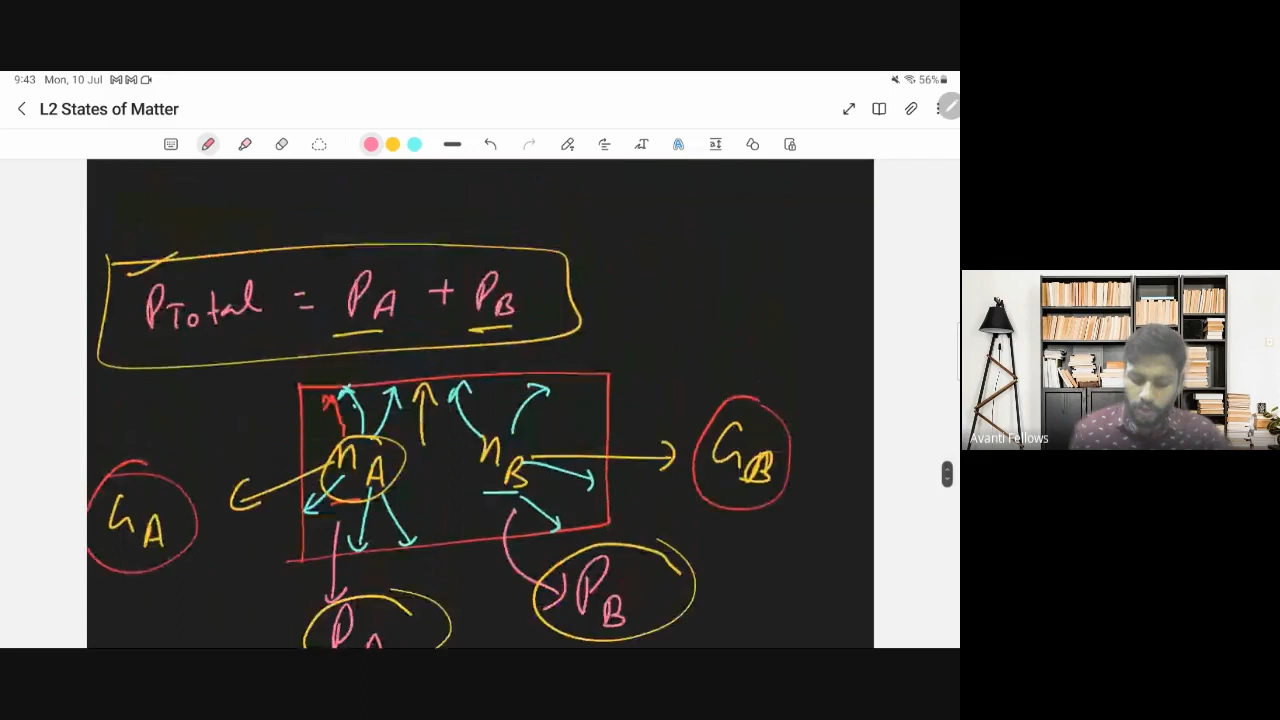 9:43 Mon, 10 Jul 56%
L2 States of Matter
PTotal = PA + PB
nA nB GB
GA
PB
PA
Avanti Fellows